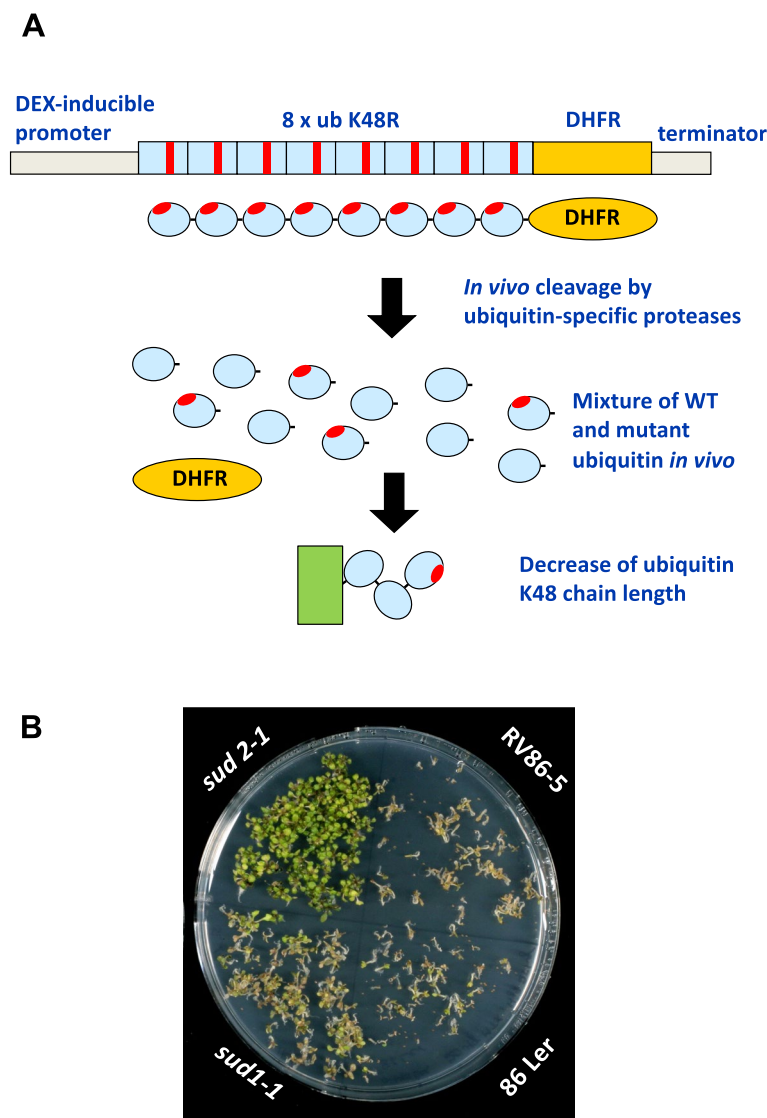 A
DEX-inducible
promoter
8 x ub K48R
DHFR
terminator
DHFR
In vivo cleavage by
ubiquitin-specific proteases
Mixture of WT
and mutant
ubiquitin in vivo
DHFR
Decrease of ubiquitin
K48 chain length
B
sud 2-1
RV86-5
sud1-1
86 Ler